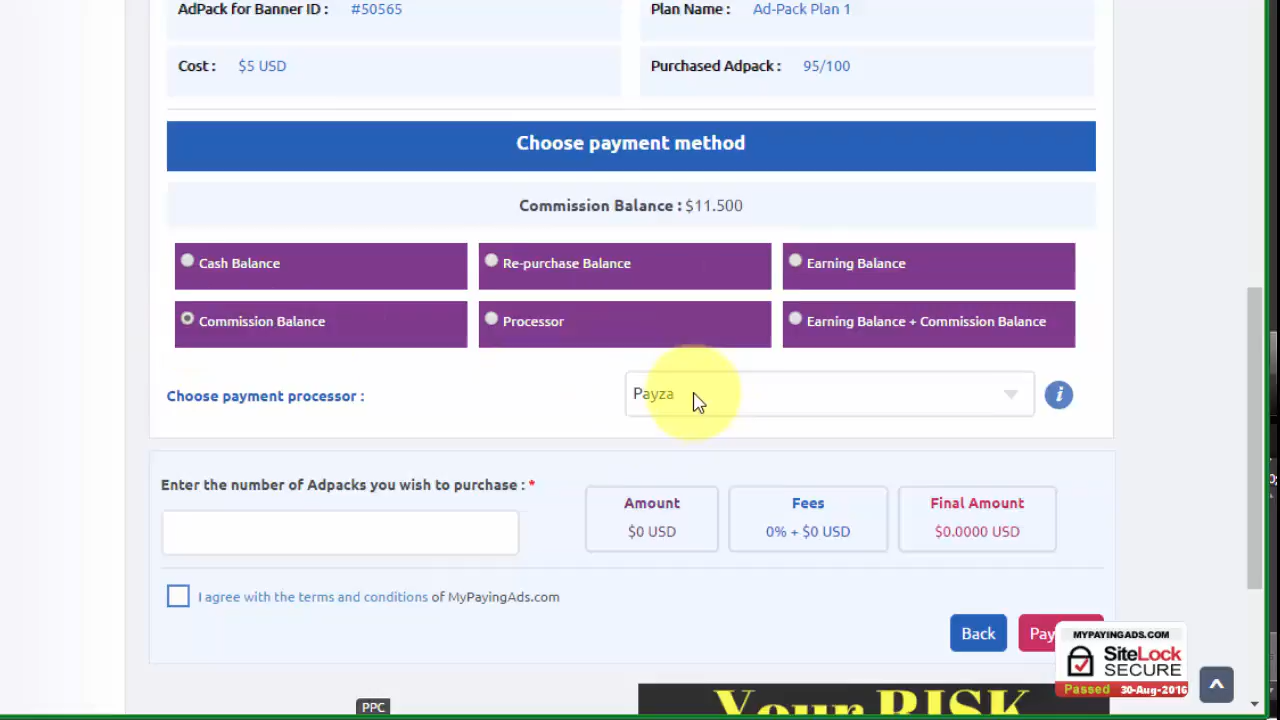 AdPack for Banner ID : #50565 Plan Name : Ad-Pack Plan 1
Cost : $5 USD Purchased Adpack : 95/100
Choose payment method
Commission Balance : $11.500
Cash Balance Re-purchase Balance Earning Balance
Commission Balance Processor Earning Balance + Commission Balance
Choose payment processor : Payza
Enter the number of Adpacks you wish to purchase : *
Amount Fees Final Amount
$0 USD 0% + $0 USD $0.0000 USD
I agree with the terms and conditions of MyPayingAds.com
Back Pay
MYPAYINGADS.COM
SiteLock
SECURE
Passed 30-Aug-2016
PPC
Your RISK